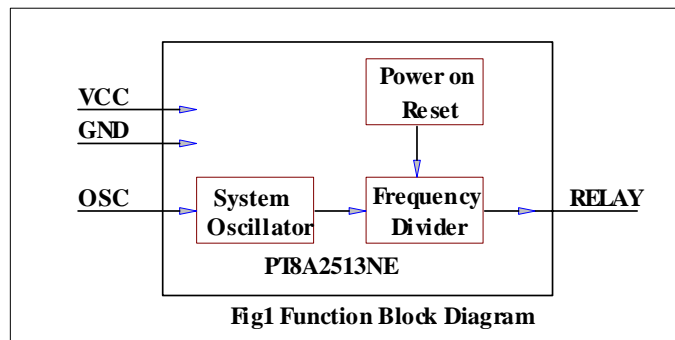 VCC
GND
OSC
Power on
Reset
System
Oscillator
Frequency
Divider
RELAY
PT8A2513NE
Fig1 Function Block Diagram